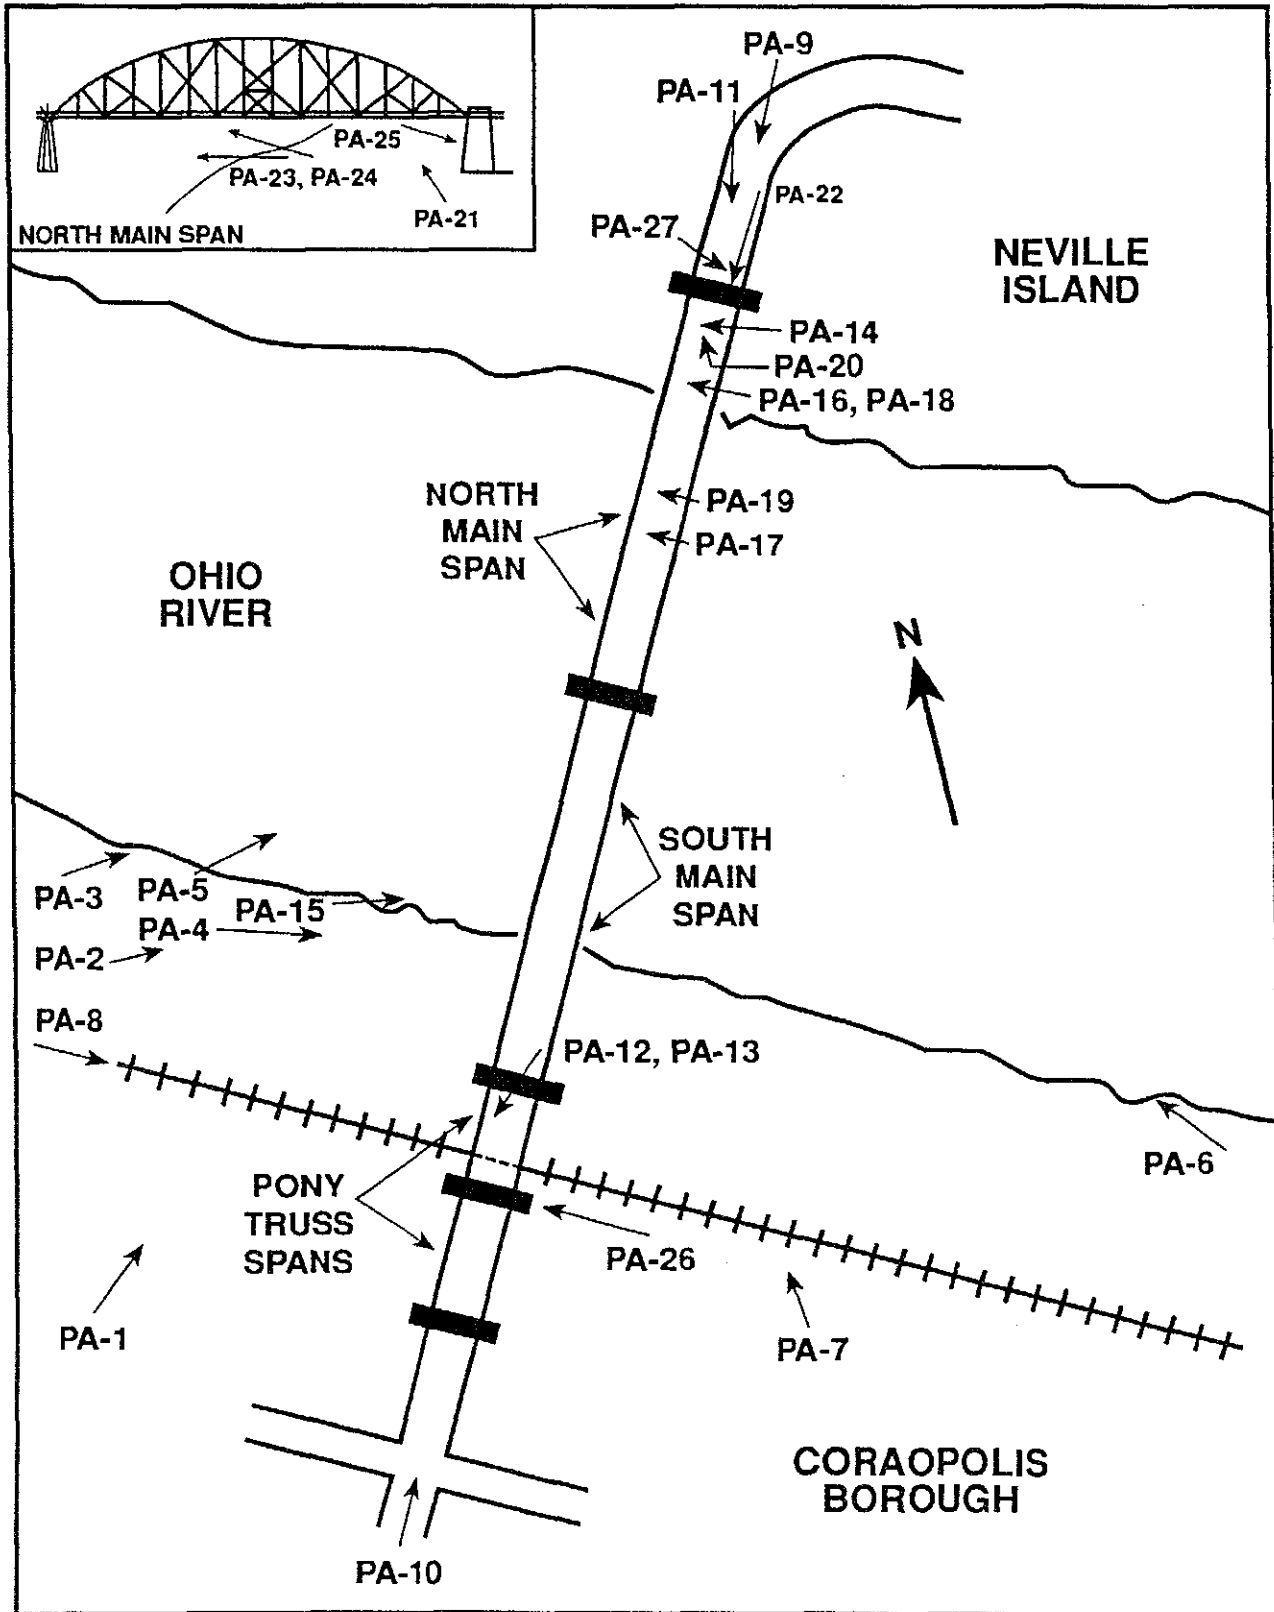 PA-25
PA-23, PA-24
PA-21
NORTH MAIN SPAN
PA-9
PA-11
PA-22
PA-27
NEVILLE
ISLAND
PA-14
PA-20
PA-16, PA-18
NORTH
MAIN
SPAN
PA-19
PA-17
OHIO
RIVER
N
SOUTH
MAIN
SPAN
PA-3
PA-5
PA-15
PA-4
PA-2
PA-8
PA-12, PA-13
PA-6
PONY
TRUSS
SPANS
PA-26
PA-1
PA-7
CORAOPOLIS
BOROUGH
PA-10